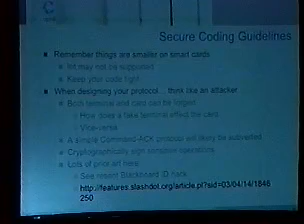 C
Secure Coding Guidelines
Remember things are smaller on smart cards
Int may not be supported
Keep your code tight
When designing your protocol... think like an attacker
Both terminal and card can be forged
How does a fake terminal effect the card
Vice-versa
A simple Command-ACK protocol will likely be subverted
Cryptographically sign sensitive operations
Lots of prior art here
See recent Blackboard ID hack
http://features.slashdot.org/article.pl?sid=03/04/14/1846
250